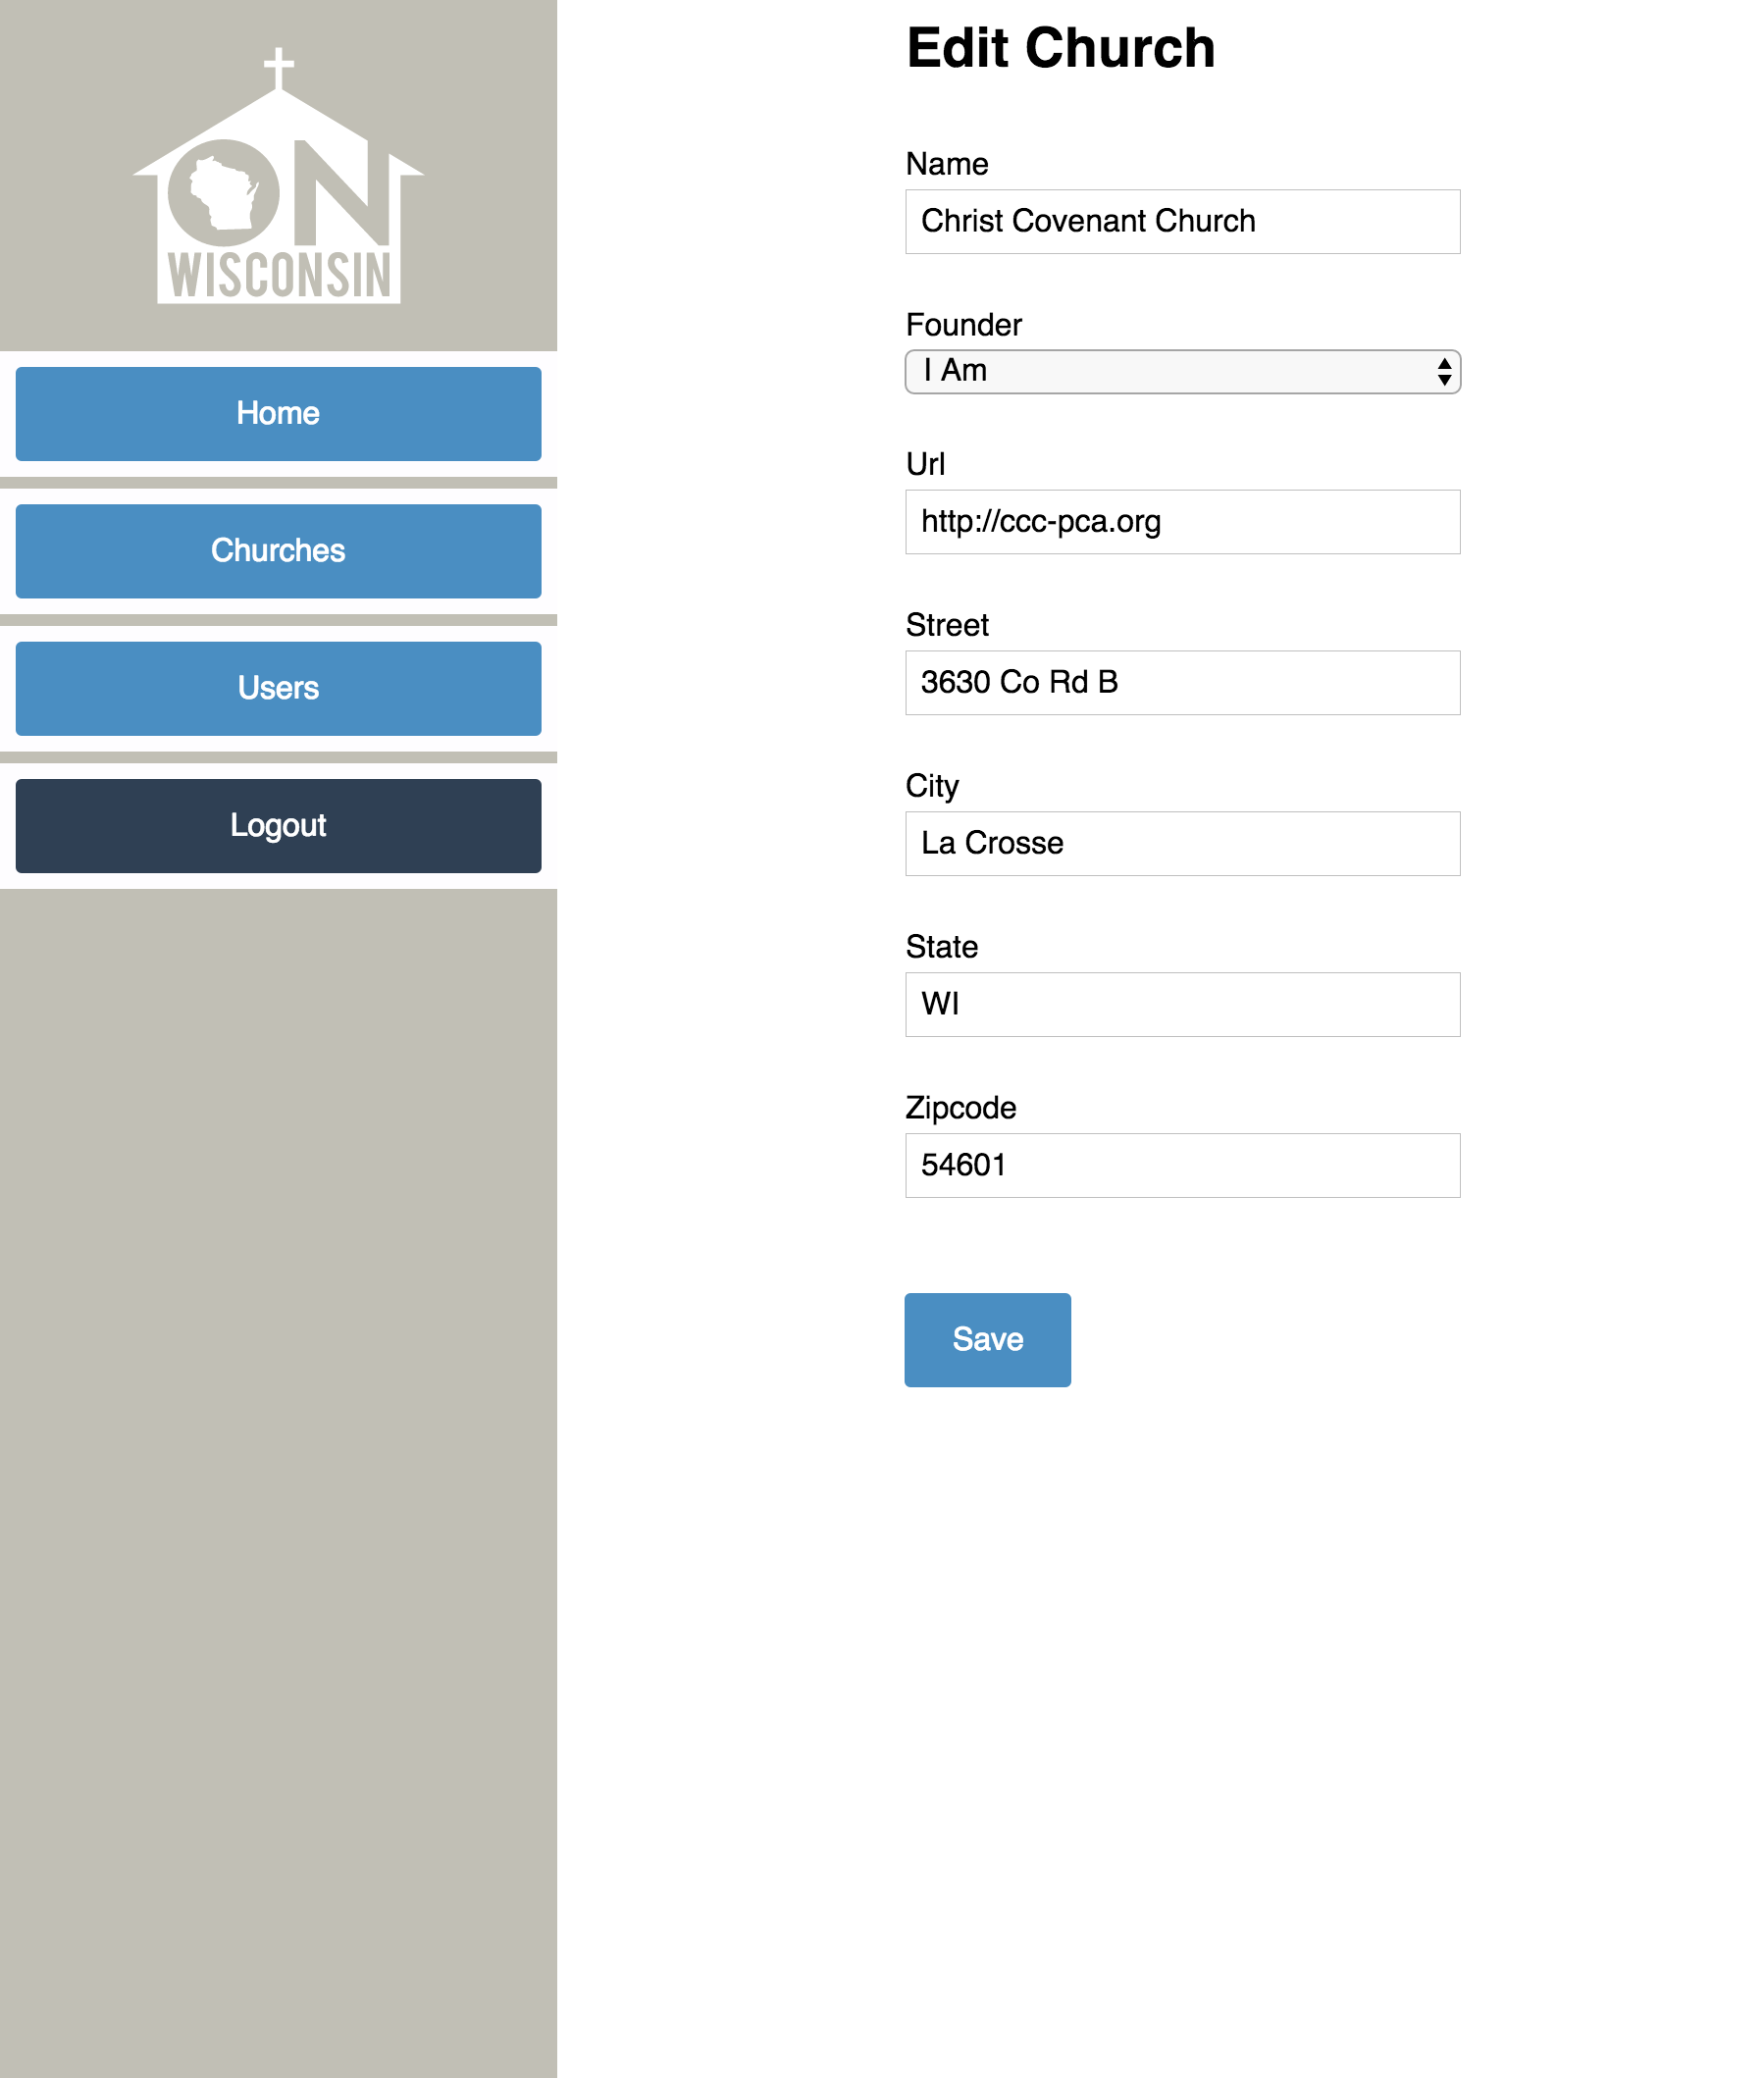 ON
WISCONSIN
Home
Churches
Users
Logout
Edit Church
Name
Christ Covenant Church
Founder
I Am
Url
http://ccc-pca.org
Street
3630 Co Rd B
City
La Crosse
State
WI
Zipcode
54601
Save